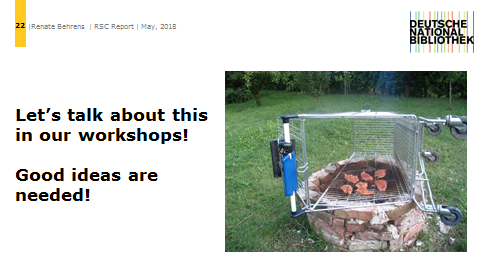 22 |Renate Behrens | RSC Report | May, 2018
DEUTSCHE
NATIONAL
BIBLIOTHEK
Let's talk about this
in our workshops!
Good ideas are
needed!